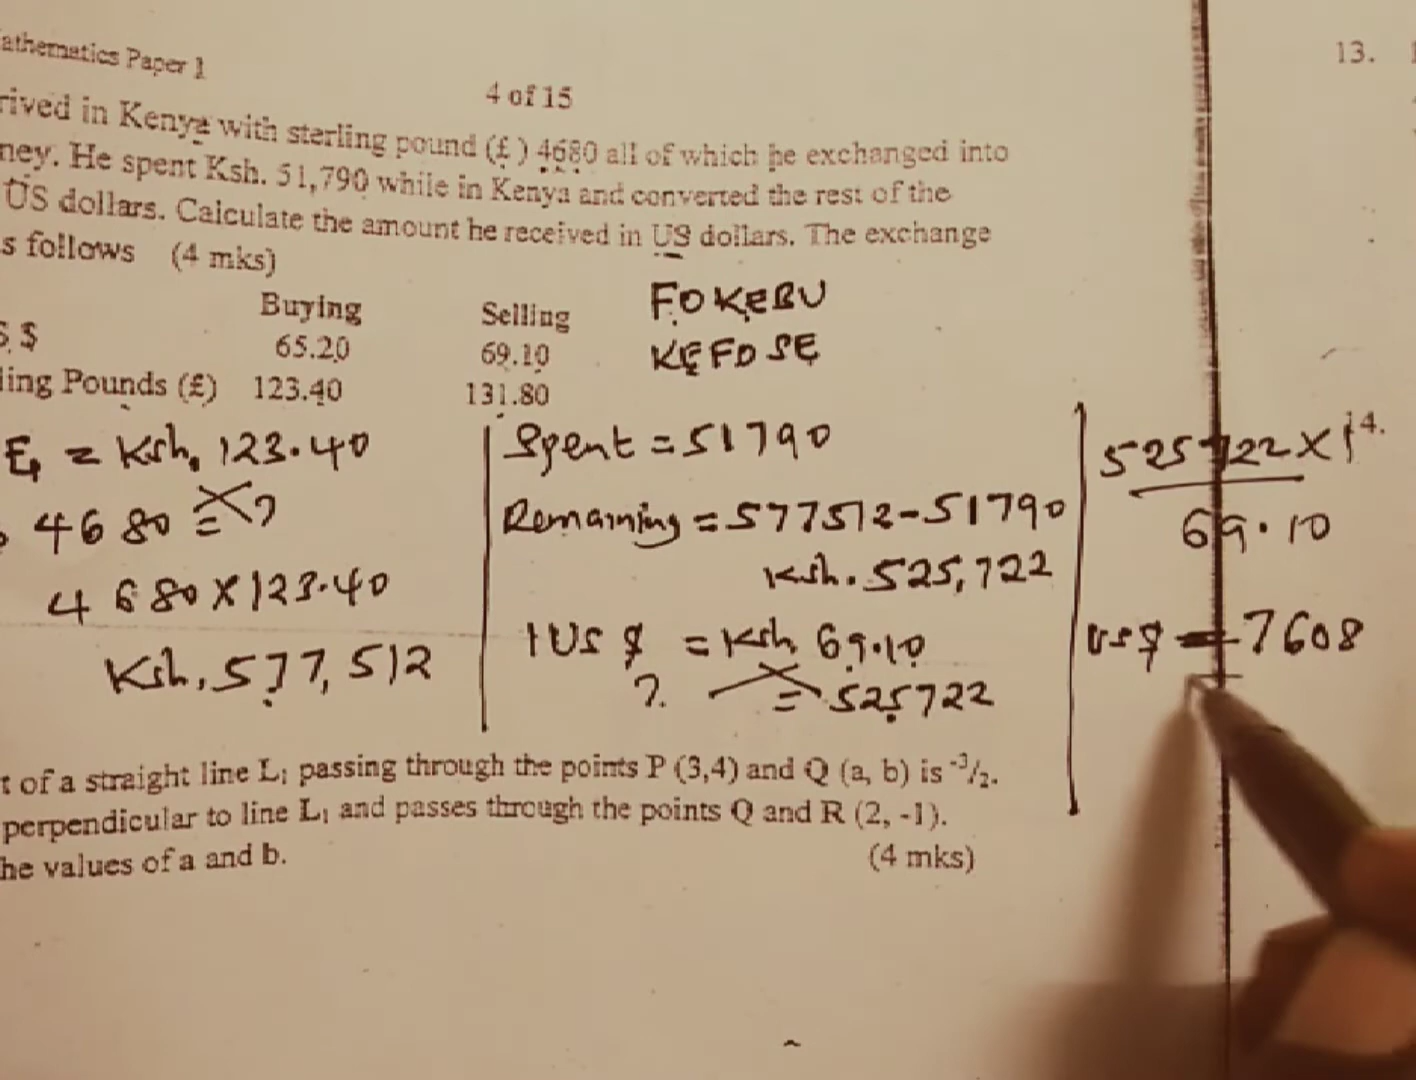 athematics Paper 1
4 of 15
rived in Kenya with sterling pound (£) 4680 all of which he exchanged into
ney. He spent Ksh. 51,790 while in Kenya and converted the rest of the
US dollars. Calculate the amount he received in US dollars. The exchange
s follows (4 mks)
Buying Selling
S $ 65.20 69.10
ling Pounds (£) 123.40 131.80
FOKEBU
KEFOSE
£1 = Ksh. 123.40
4680 = ?
4680 X 123.40
Ksh. 577,512
Spent = 51790
Remaining = 577512-51790
Ksh. 525,722
1 US $ = Ksh 69.10
? = 525722
525722 X 1
69.10
US $ = 7608
t of a straight line L₁ passing through the points P (3,4) and Q (a, b) is -3/2.
perpendicular to line L₁ and passes through the points Q and R (2, -1).
he values of a and b. (4 mks)
13.
14.